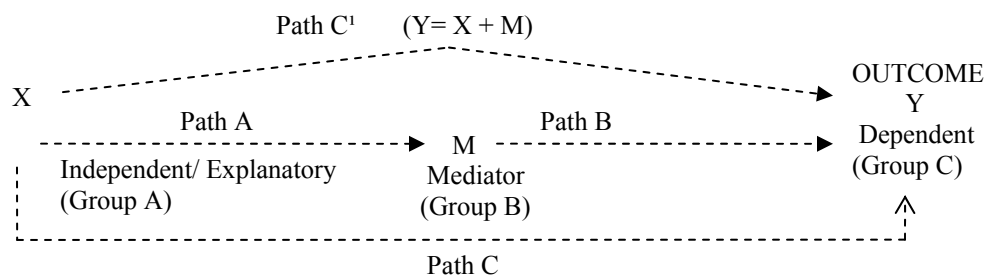 Path C¹ (Y= X + M)
X
OUTCOME
Y
Dependent
(Group C)
Path A
Path B
Independent/ Explanatory
(Group A)
M
Mediator
(Group B)
Path C